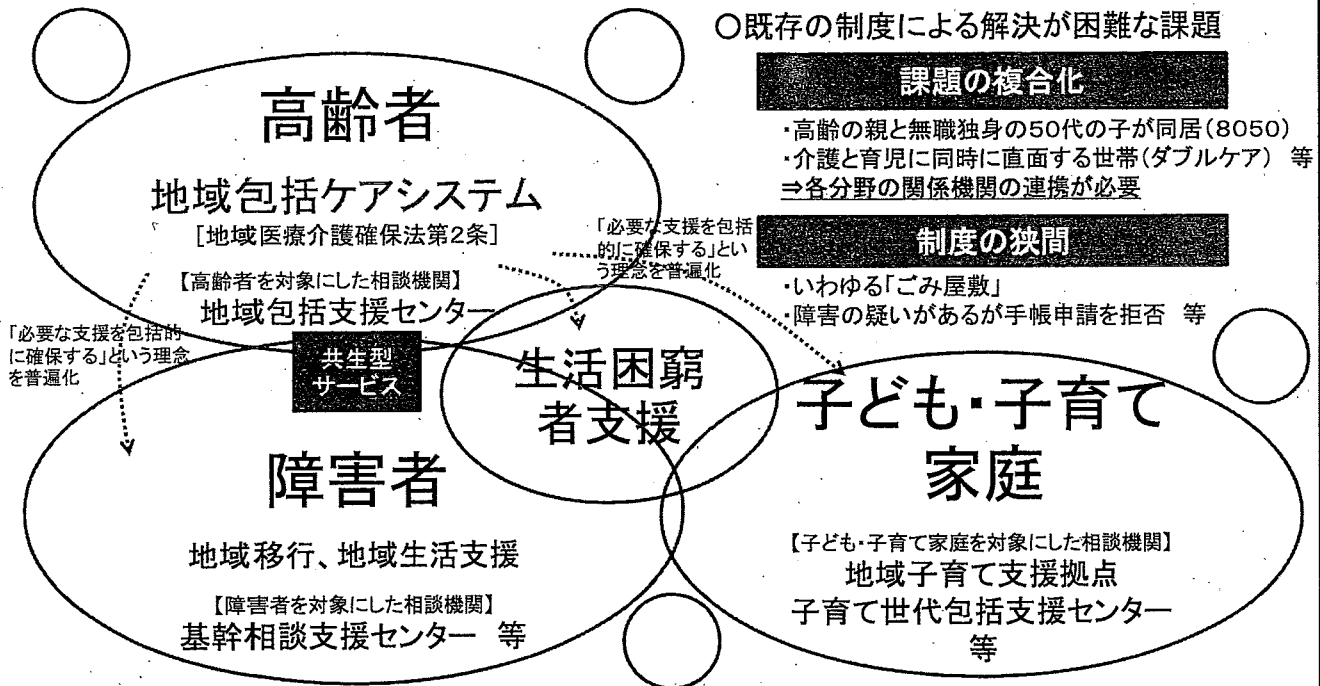 ○既存の制度による解決が困難な課題
課題の複合化
・高齢の親と無職独身の50代の子が同居(8050)
・介護と育児に同時に直面する世帯(ダブルケア) 等
⇒各分野の関係機関の連携が必要
制度の狭間
・いわゆる「ごみ屋敷」
・障害の疑いがあるが手帳申請を拒否 等
高齢者
地域包括ケアシステム
[地域医療介護確保法第2条]
【高齢者を対象にした相談機関】
地域包括支援センター
「必要な支援を包括
的に確保する」とい
う理念を普遍化
「必要な支援を包括的
に確保する」という理念
を普遍化
共生型
サービス
生活困窮
者支援
障害者
地域移行、地域生活支援
【障害者を対象にした相談機関】
基幹相談支援センター 等
子ども・子育て
家庭
【子ども・子育て家庭を対象にした相談機関】
地域子育て支援拠点
子育て世代包括支援センター
等